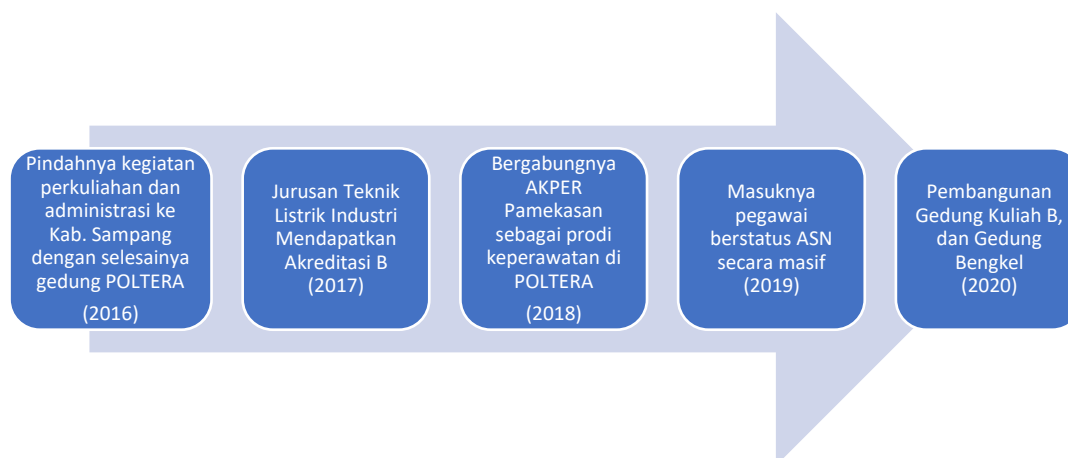 Pindahnya kegiatan
perkuliahan dan
administrasi ke
Kab. Sampang
dengan selesainya
gedung POLTERA
(2016)
Jurusan Teknik
Listrik Industri
Mendapatkan
Akreditasi B
(2017)
Bergabungnya
AKPER
Pamekasan
sebagai prodi
keperawatan di
POLTERA
(2018)
Masuknya
pegawai
berstatus ASN
secara masif
(2019)
Pembangunan
Gedung Kuliah B,
dan Gedung
Bengkel
(2020)